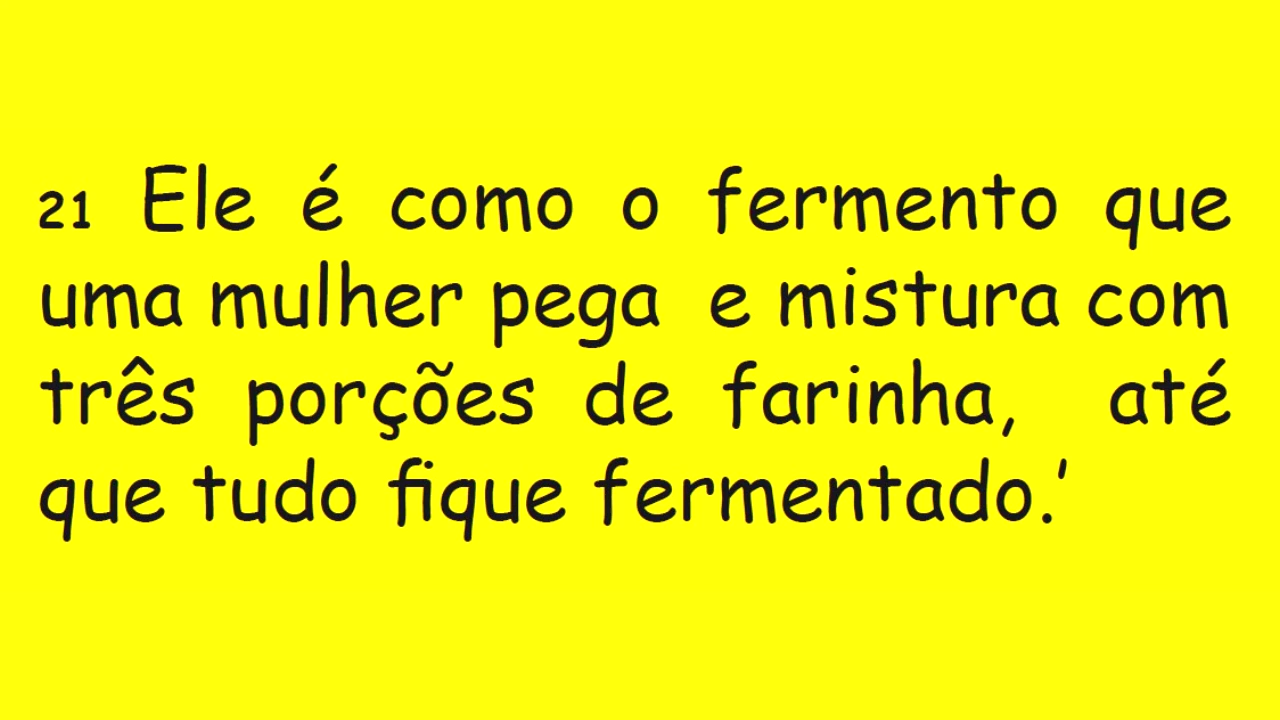 21 Ele é como o fermento que
uma mulher pega e mistura com
três porções de farinha, até
que tudo fique fermentado.’